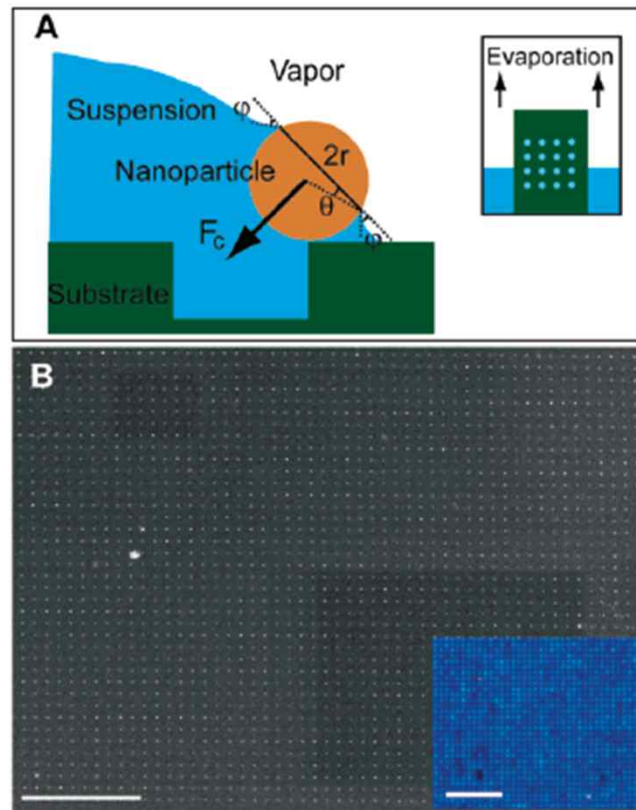 A
Vapor
Evaporation
Suspension
φ
2r
Nanoparticle
θ
Fc
φ
Substrate
B